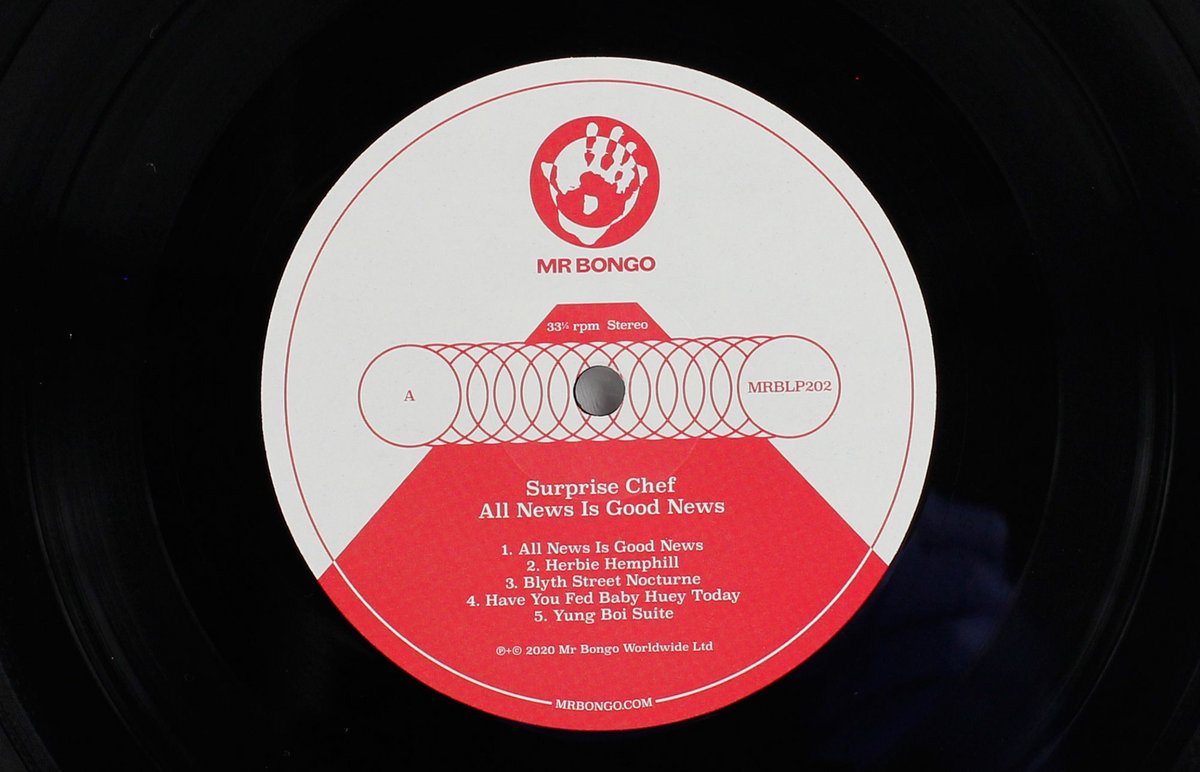 MR BONGO
33⅓ rpm Stereo
A
MRBLP202
Surprise Chef
All News Is Good News
1. All News Is Good News
2. Herbie Hemphill
3. Blyth Street Nocturne
4. Have You Fed Baby Huey Today
5. Yung Boi Suite
℗+© 2020 Mr Bongo Worldwide Ltd
MRBONGO.COM